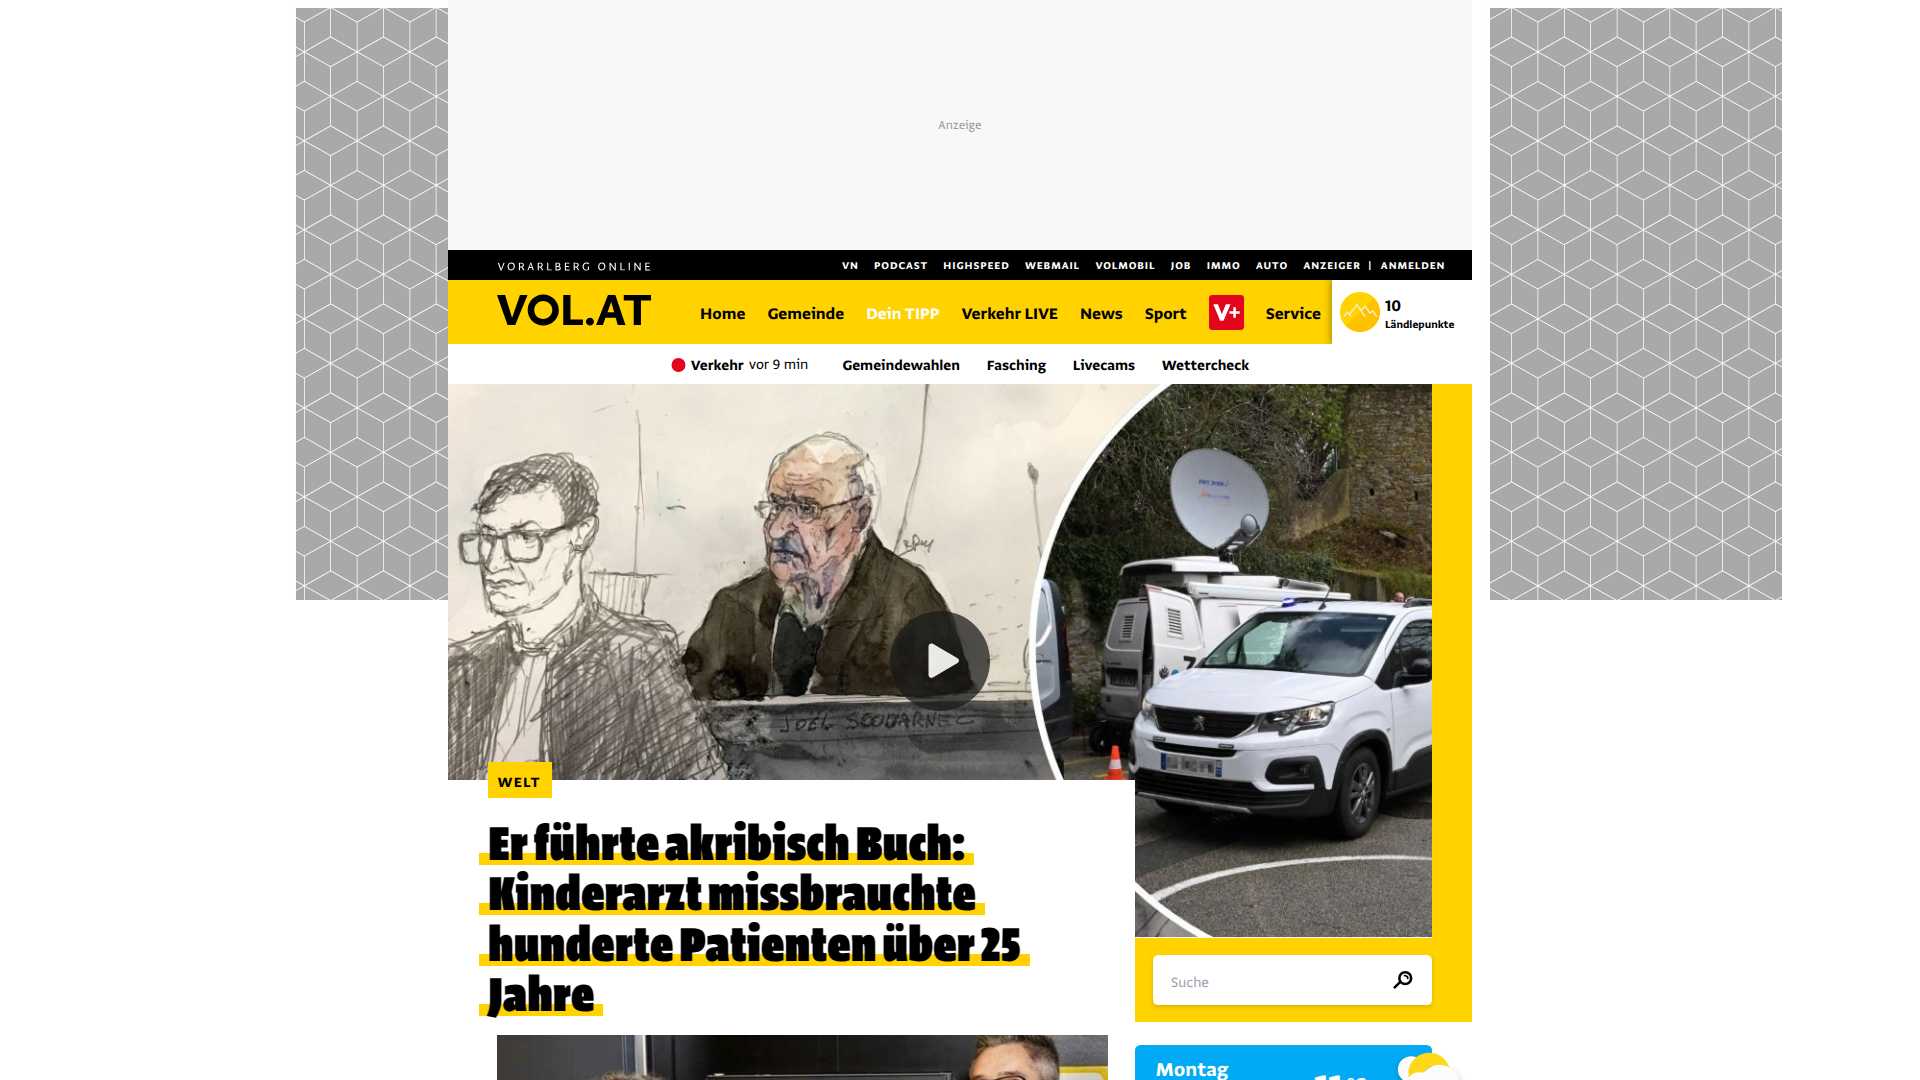 Anzeige
VORARLBERG ONLINE
VN PODCAST HIGHSPEED WEBMAIL VOLMOBIL JOB IMMO AUTO ANZEIGER | ANMELDEN
VOL.AT
Home Gemeinde Dein TIPP Verkehr LIVE News Sport V+ Service
10
Ländlepunkte
Verkehr vor 9 min Gemeindewahlen Fasching Livecams Wettercheck
JOËL SCOUARNEC
WELT
Er führte akribisch Buch:
Kinderarzt missbrauchte
hunderte Patienten über 25
Jahre
Suche
Montag